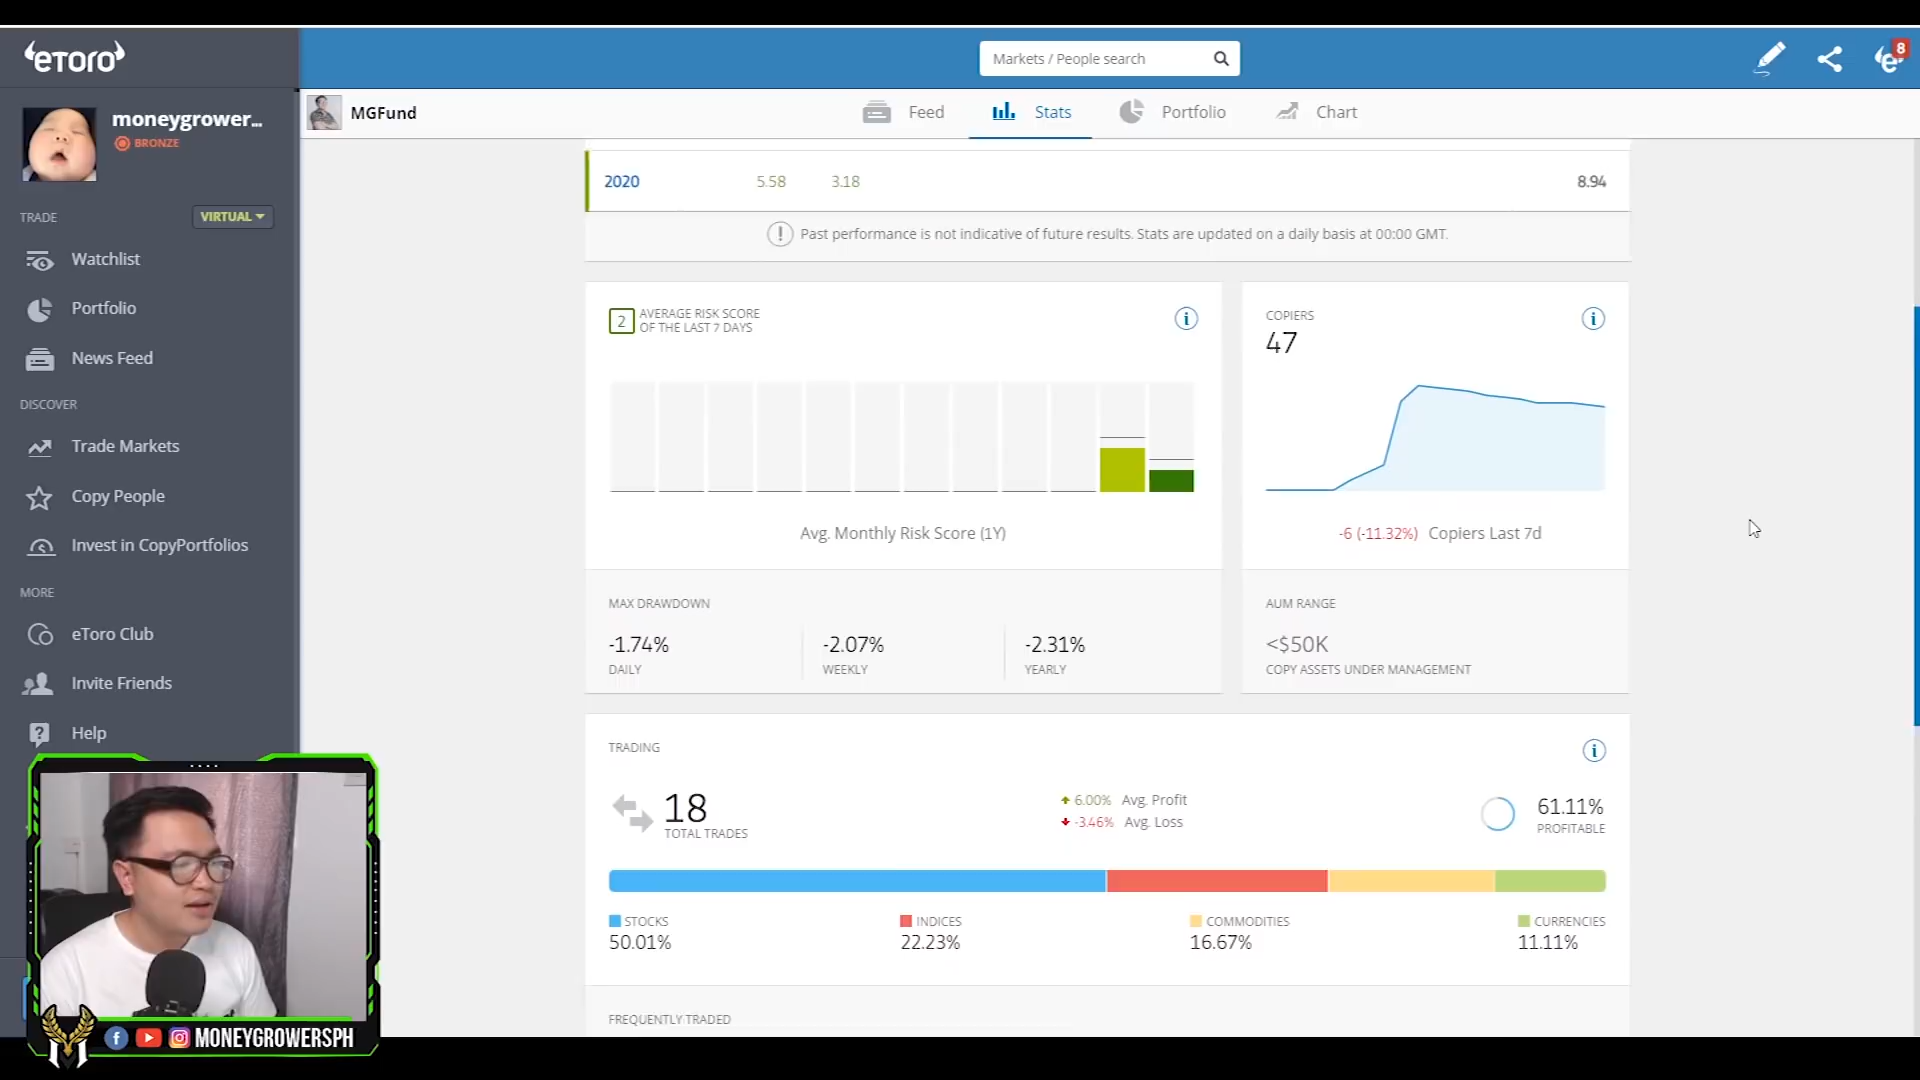 eToro
Markets / People search
8
moneygrower...
BRONZE
MGFund
Feed
Stats
Portfolio
Chart
TRADE
VIRTUAL
Watchlist
Portfolio
News Feed
DISCOVER
Trade Markets
Copy People
Invest in CopyPortfolios
MORE
eToro Club
Invite Friends
Help
2020 5.58 3.18 8.94
Past performance is not indicative of future results. Stats are updated on a daily basis at 00:00 GMT.
2 AVERAGE RISK SCORE
OF THE LAST 7 DAYS
Avg. Monthly Risk Score (1Y)
COPIERS
47
-6 (-11.32%) Copiers Last 7d
MAX DRAWDOWN
-1.74% -2.07% -2.31%
DAILY WEEKLY YEARLY
AUM RANGE
<$50K
COPY ASSETS UNDER MANAGEMENT
TRADING
18
TOTAL TRADES
6.00% Avg. Profit
-3.46% Avg. Loss
61.11%
PROFITABLE
STOCKS INDICES COMMODITIES CURRENCIES
50.01% 22.23% 16.67% 11.11%
FREQUENTLY TRADED
MONEYGROWERSPH